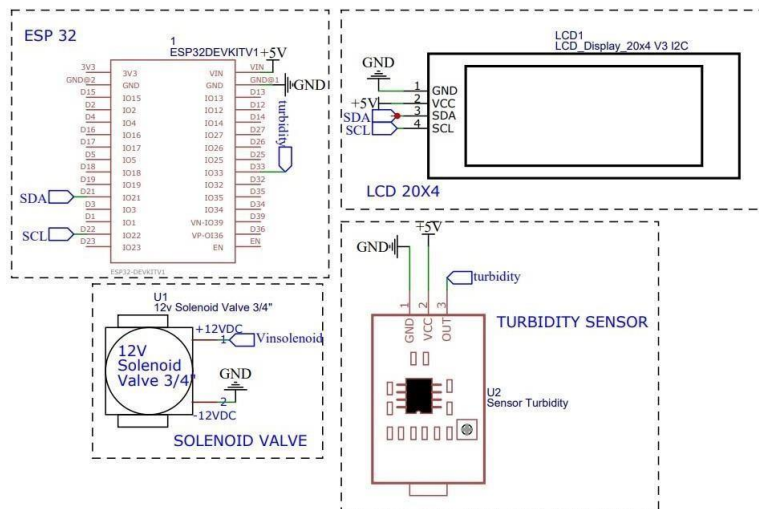 ESP 32
1
ESP32DEVKITV1
+5V
3V3 3V3 VIN VIN
GND@2 GND GND GND@1 GND
D15 IO15 IO13 D13
D2 IO2 IO12 D12
D4 IO4 IO14 D14
D16 IO16 IO27 D27
D17 IO17 IO26 D26
D5 IO5 IO25 D25
D18 IO18 IO33 D33
D19 IO19 IO32 D32
SDA D21 IO21 IO35 D35
D3 IO3 IO34 D34
D1 IO1 VN-IO39 D39
SCL D22 IO22 VP-OI36 D36
D23 IO23 EN EN
turbidity
ESP32-DEVKITV1
LCD1
LCD_Display_20x4 V3 I2C
GND
1 GND
+5V 2 VCC
SDA 3 SDA
SCL 4 SCL
LCD 20X4
U1
12v Solenoid Valve 3/4"
+12VDC
1 Vinsolenoid
12V
Solenoid
Valve 3/4"
GND
2
-12VDC
SOLENOID VALVE
+5V
GND
turbidity
1 2 3
GND VCC OUT
TURBIDITY SENSOR
U2
Sensor Turbidity